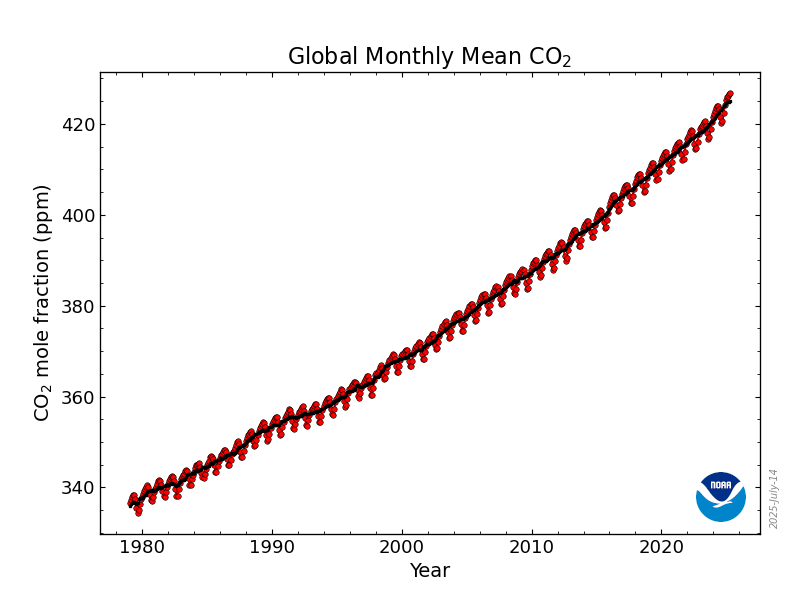 Global Monthly Mean CO₂
CO₂ mole fraction (ppm)
420
400
380
360
340
1980 1990 2000 2010 2020
Year
NOAA
2025-July-14